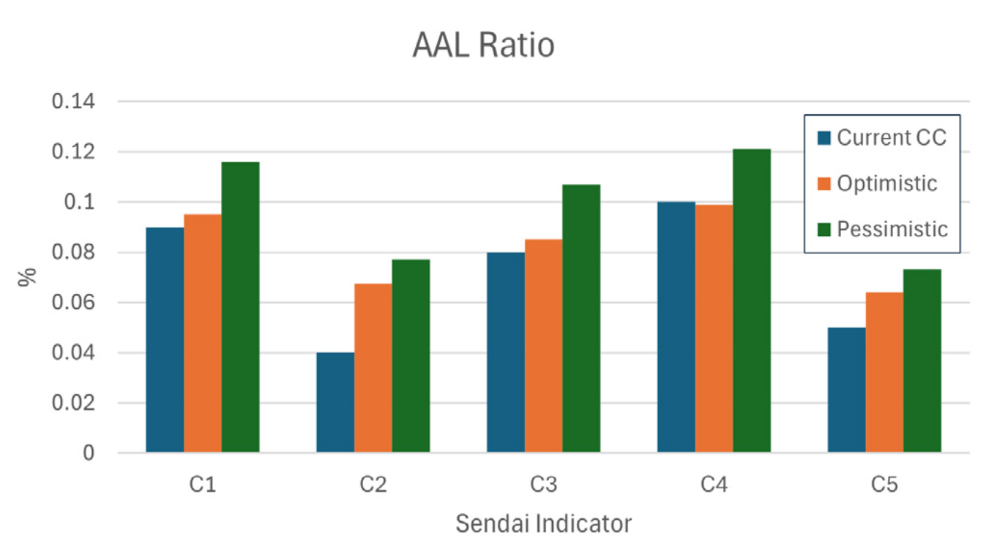 AAL Ratio
0.14
0.12
0.1
0.08
0.06
0.04
0.02
0
%
Current CC
Optimistic
Pessimistic
C1 C2 C3 C4 C5
Sendai Indicator